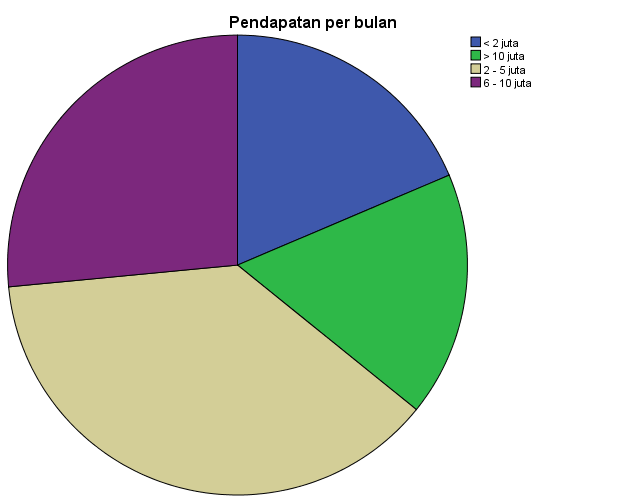 Pendapatan per bulan
< 2 juta
> 10 juta
2 - 5 juta
6 - 10 juta